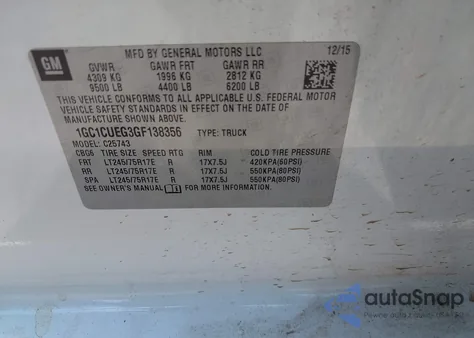 GM
MFD BY GENERAL MOTORS LLC 12/15
GVWR GAWR FRT GAWR RR
4309 KG 1996 KG 2812 KG
9500 LB 4400 LB 6200 LB
THIS VEHICLE CONFORMS TO ALL APPLICABLE U.S. FEDERAL MOTOR
VEHICLE SAFETY STANDARDS IN EFFECT ON THE DATE OF
MANUFACTURE SHOWN ABOVE.
1GC1CUEG3GF138356 TYPE: TRUCK
MODEL: C25743
CBG6 TIRE SIZE SPEED RTG RIM COLD TIRE PRESSURE
FRT LT245/75R17E R 17X7.5J 420KPA(60PSI)
RR LT245/75R17E R 17X7.5J 550KPA(80PSI)
SPA LT245/75R17E R 17X7.5J 550KPA(80PSI)
SEE OWNER'S MANUAL FOR MORE INFORMATION.
autoSnap